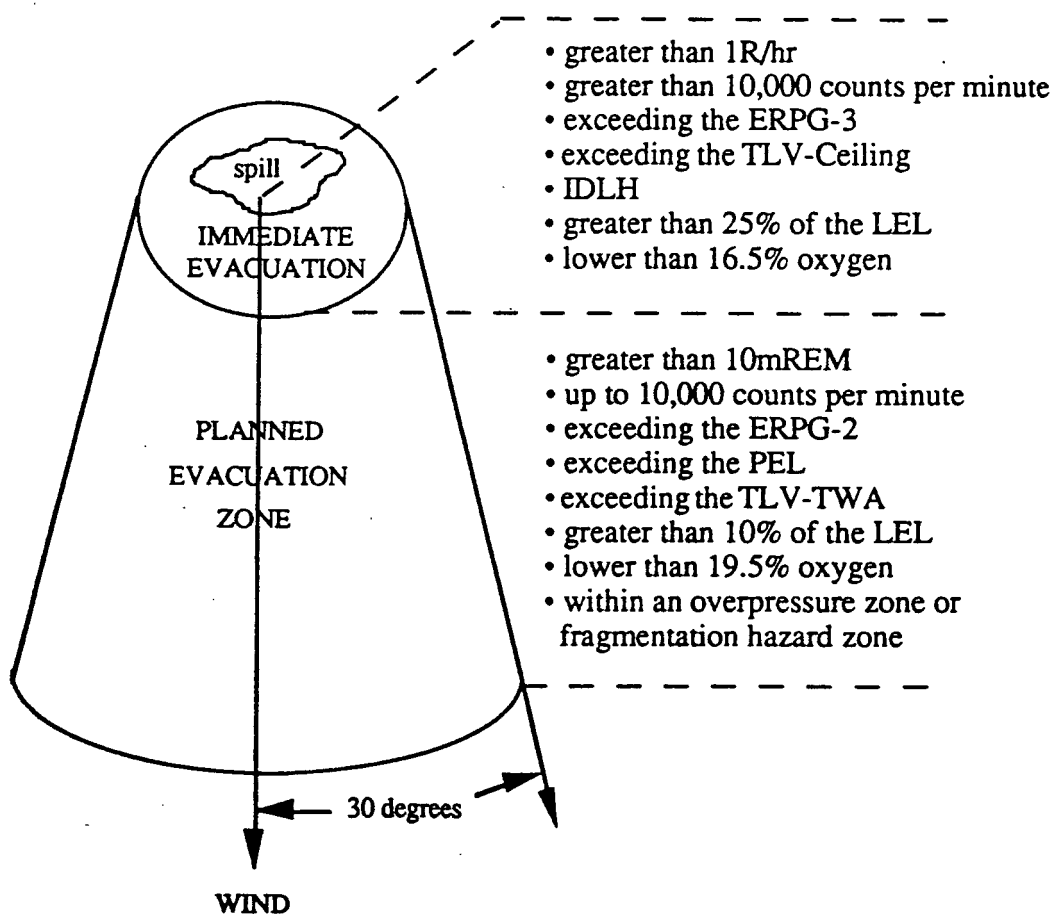 • greater than 1R/hr
• greater than 10,000 counts per minute
• exceeding the ERPG-3
• exceeding the TLV-Ceiling
• IDLH
• greater than 25% of the LEL
• lower than 16.5% oxygen
spill
IMMEDIATE
EVACUATION
• greater than 10mREM
• up to 10,000 counts per minute
• exceeding the ERPG-2
• exceeding the PEL
• exceeding the TLV-TWA
• greater than 10% of the LEL
• lower than 19.5% oxygen
• within an overpressure zone or
fragmentation hazard zone
PLANNED
EVACUATION
ZONE
30 degrees
WIND